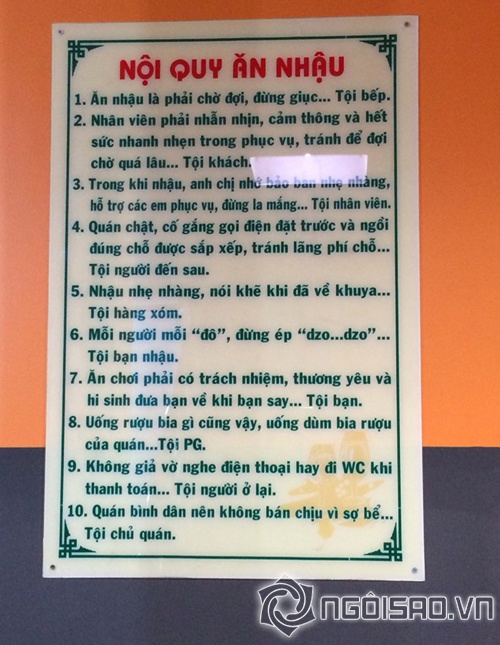 NỘI QUY ĂN NHẬU
1. Ăn nhậu là phải chờ đợi, đừng giục... Tội bếp.
2. Nhân viên phải nhẫn nhịn, cảm thông và hết
sức nhanh nhẹn trong phục vụ, tránh để đợi
chờ quá lâu... Tội khách.
3. Trong khi nhậu, anh chị nhớ bảo ban nhẹ nhàng,
hỗ trợ các em phục vụ, đừng la mắng... Tội nhân viên.
4. Quán chật, cố gắng gọi điện đặt trước và ngồi
đúng chỗ được sắp xếp, tránh lãng phí chỗ...
Tội người đến sau.
5. Nhậu nhẹ nhàng, nói khẽ khi đã về khuya...
Tội hàng xóm.
6. Mỗi người mỗi “đô”, đừng ép “dzo...dzo”...
Tội bạn nhậu.
7. Ăn chơi phải có trách nhiệm, thương yêu và
hi sinh đưa bạn về khi bạn say... Tội bạn.
8. Uống rượu bia gì cũng vậy, uống dùm bia rượu
của quán...Tội PG.
9. Không giả vờ nghe điện thoại hay đi WC khi
thanh toán... Tội người ở lại.
10. Quán bình dân nên không bán chịu vì sợ bể...
Tội chủ quán.
NGÔISAO.VN